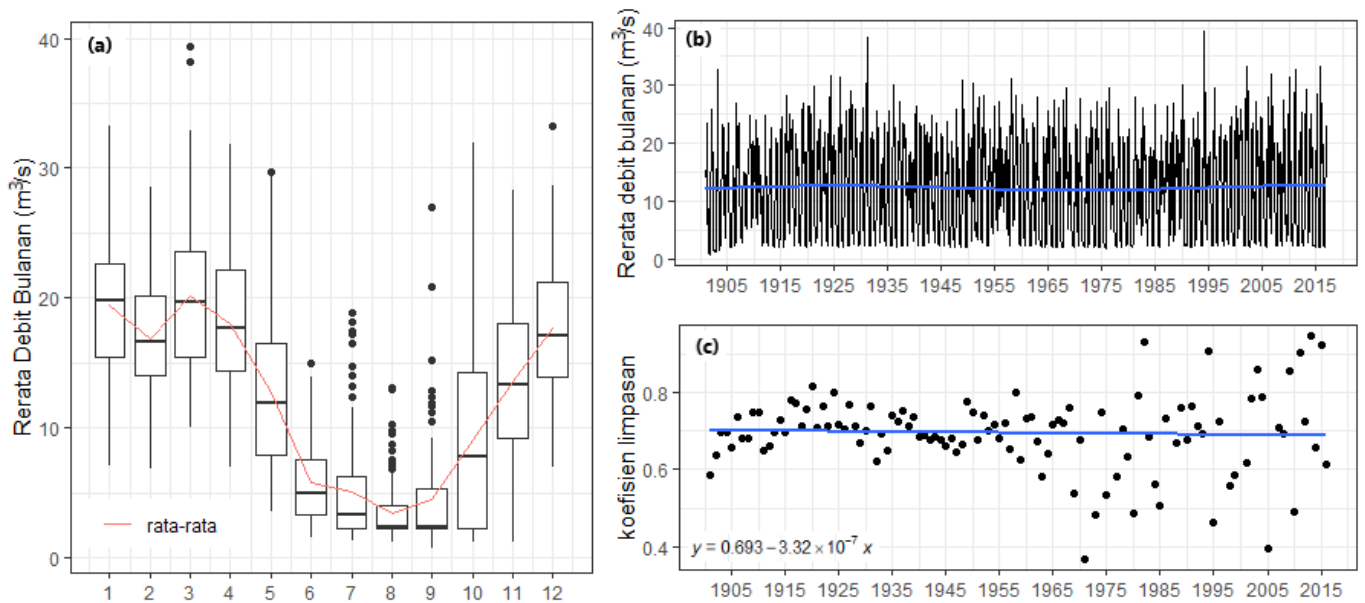 (a)
Rerata Debit Bulanan (m³/s)
40
30
20
10
0
rata-rata
1 2 3 4 5 6 7 8 9 10 11 12
(b)
Rerata debit bulanan (m³/s)
40
30
20
10
0
1905 1915 1925 1935 1945 1955 1965 1975 1985 1995 2005 2015
(c)
koefisien limpasan
0.8
0.6
0.4
y = 0.693 − 3.32 × 10⁻⁷ x
1905 1915 1925 1935 1945 1955 1965 1975 1985 1995 2005 2015